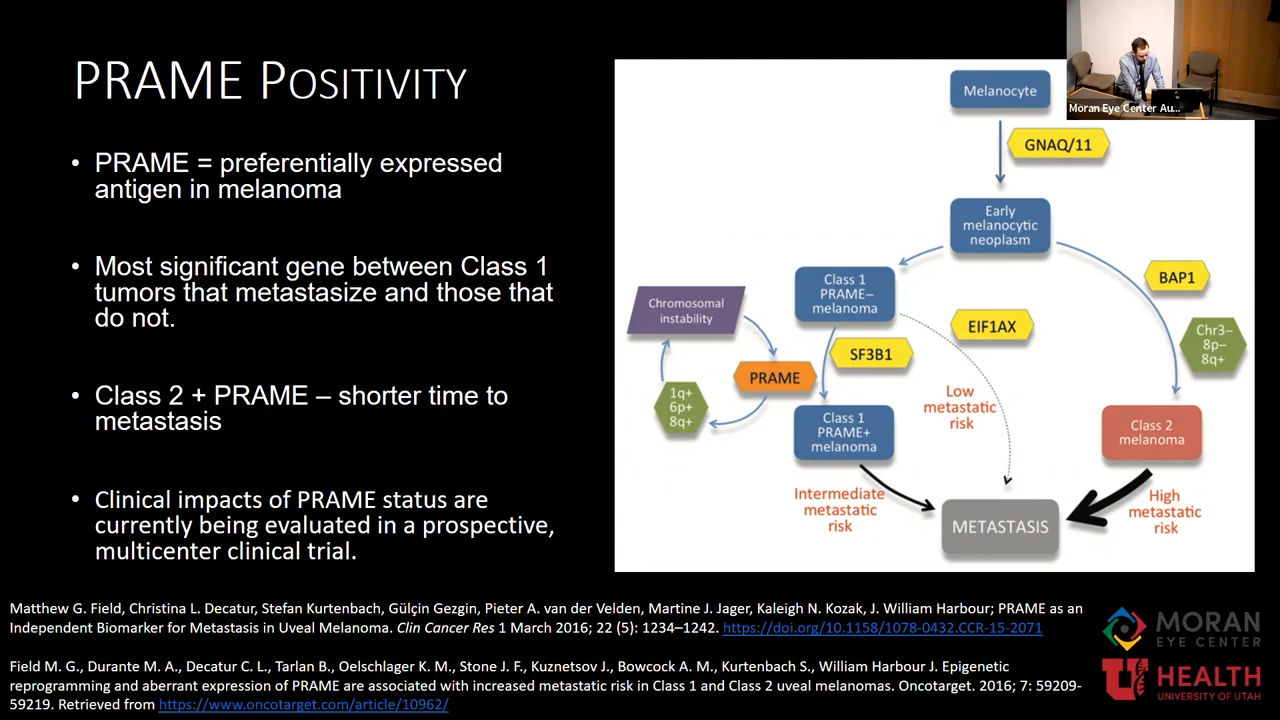 PRAME POSITIVITY
• PRAME = preferentially expressed
antigen in melanoma
• Most significant gene between Class 1
tumors that metastasize and those that
do not.
• Class 2 + PRAME – shorter time to
metastasis
• Clinical impacts of PRAME status are
currently being evaluated in a prospective,
multicenter clinical trial.
Moran Eye Center Au...
Melanocyte
GNAQ/11
Early
melanocytic
neoplasm
BAP1
Class 1
PRAME–
melanoma
Chromosomal
instability
EIF1AX
Chr3–
8p–
8q+
SF3B1
PRAME
1q+
6p+
8q+
Low
metastatic
risk
Class 1
PRAME+
melanoma
Class 2
melanoma
Intermediate
metastatic
risk
METASTASIS
High
metastatic
risk
Matthew G. Field, Christina L. Decatur, Stefan Kurtenbach, Gülçin Gezgin, Pieter A. van der Velden, Martine J. Jager, Kaleigh N. Kozak, J. William Harbour; PRAME as an
Independent Biomarker for Metastasis in Uveal Melanoma. Clin Cancer Res 1 March 2016; 22 (5): 1234–1242. https://doi.org/10.1158/1078-0432.CCR-15-2071
Field M. G., Durante M. A., Decatur C. L., Tarlan B., Oelschlager K. M., Stone J. F., Kuznetsov J., Bowcock A. M., Kurtenbach S., William Harbour J. Epigenetic
reprogramming and aberrant expression of PRAME are associated with increased metastatic risk in Class 1 and Class 2 uveal melanomas. Oncotarget. 2016; 7: 59209-
59219. Retrieved from https://www.oncotarget.com/article/10962/
MORAN
EYE CENTER
U HEALTH
UNIVERSITY OF UTAH